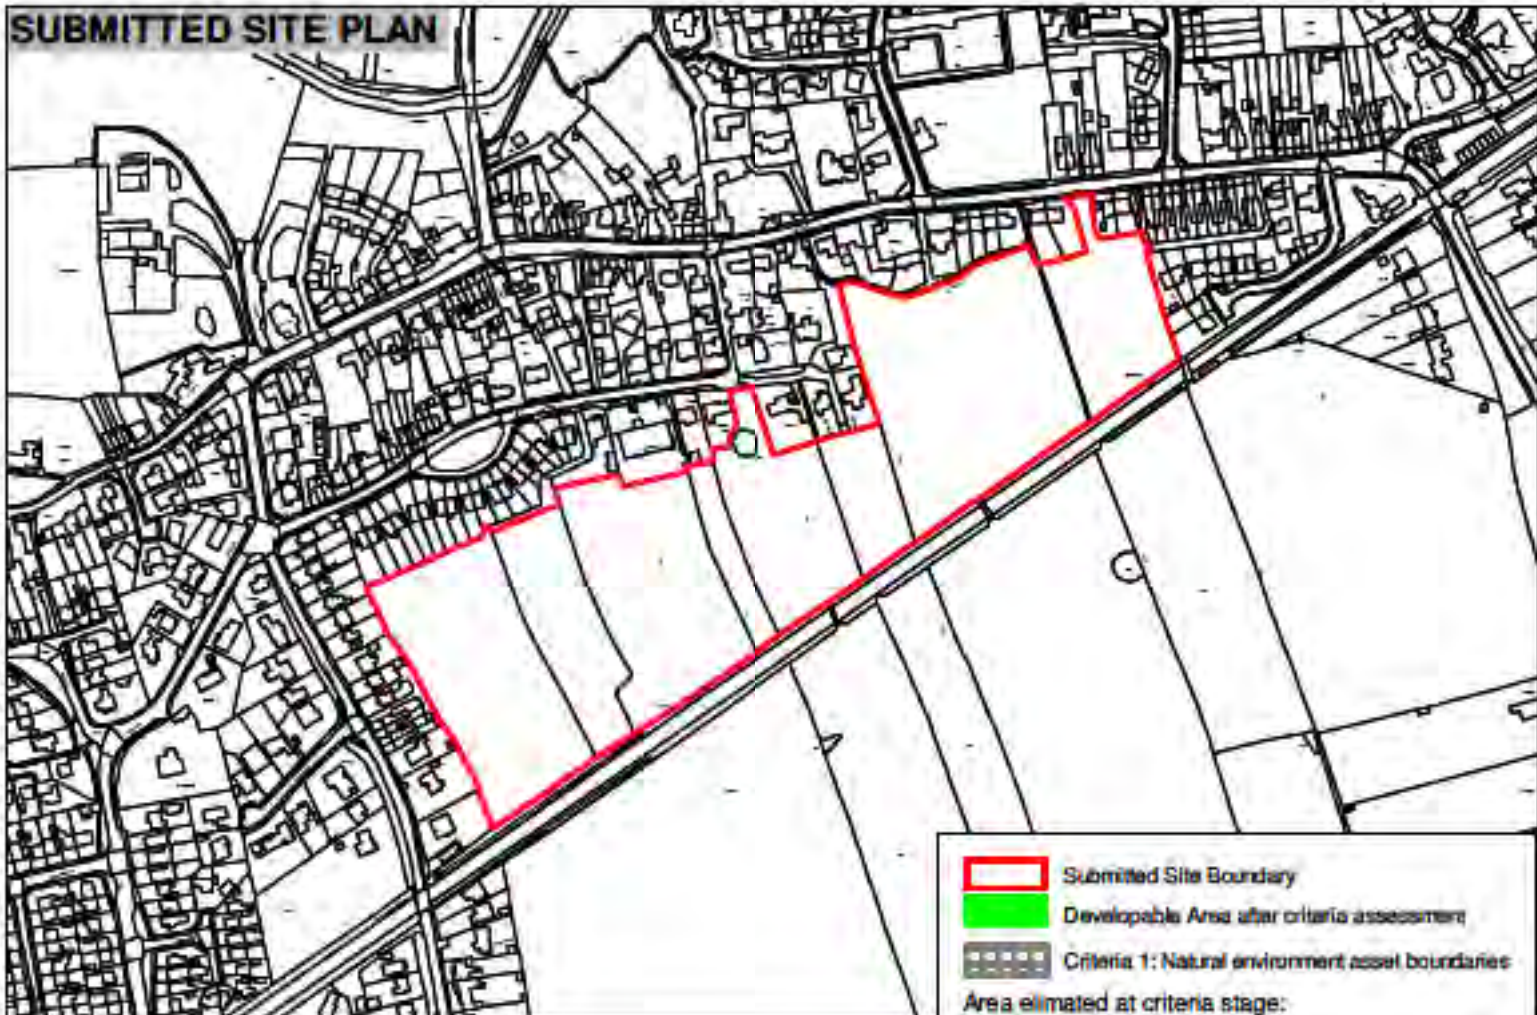 SUBMITTED SITE PLAN
Submitted Site Boundary
Developable Area after criteria assessment
Criteria 1: Natural environment asset boundaries
Area elimated at criteria stage: